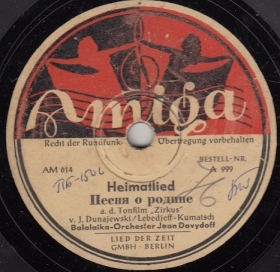 Amiga
Recht der Rundfunk- Übertragung vorbehalten
BESTELL-NR.
AM 014 A 999
Heimatlied
Песня о родине
a. d. Tonfilm „Zirkus"
v. J. Dunajewski/Lebedjeff-Kumatsch
Balalaika-Orchester Jean Davydoff
LIED DER ZEIT
GMBH - BERLIN